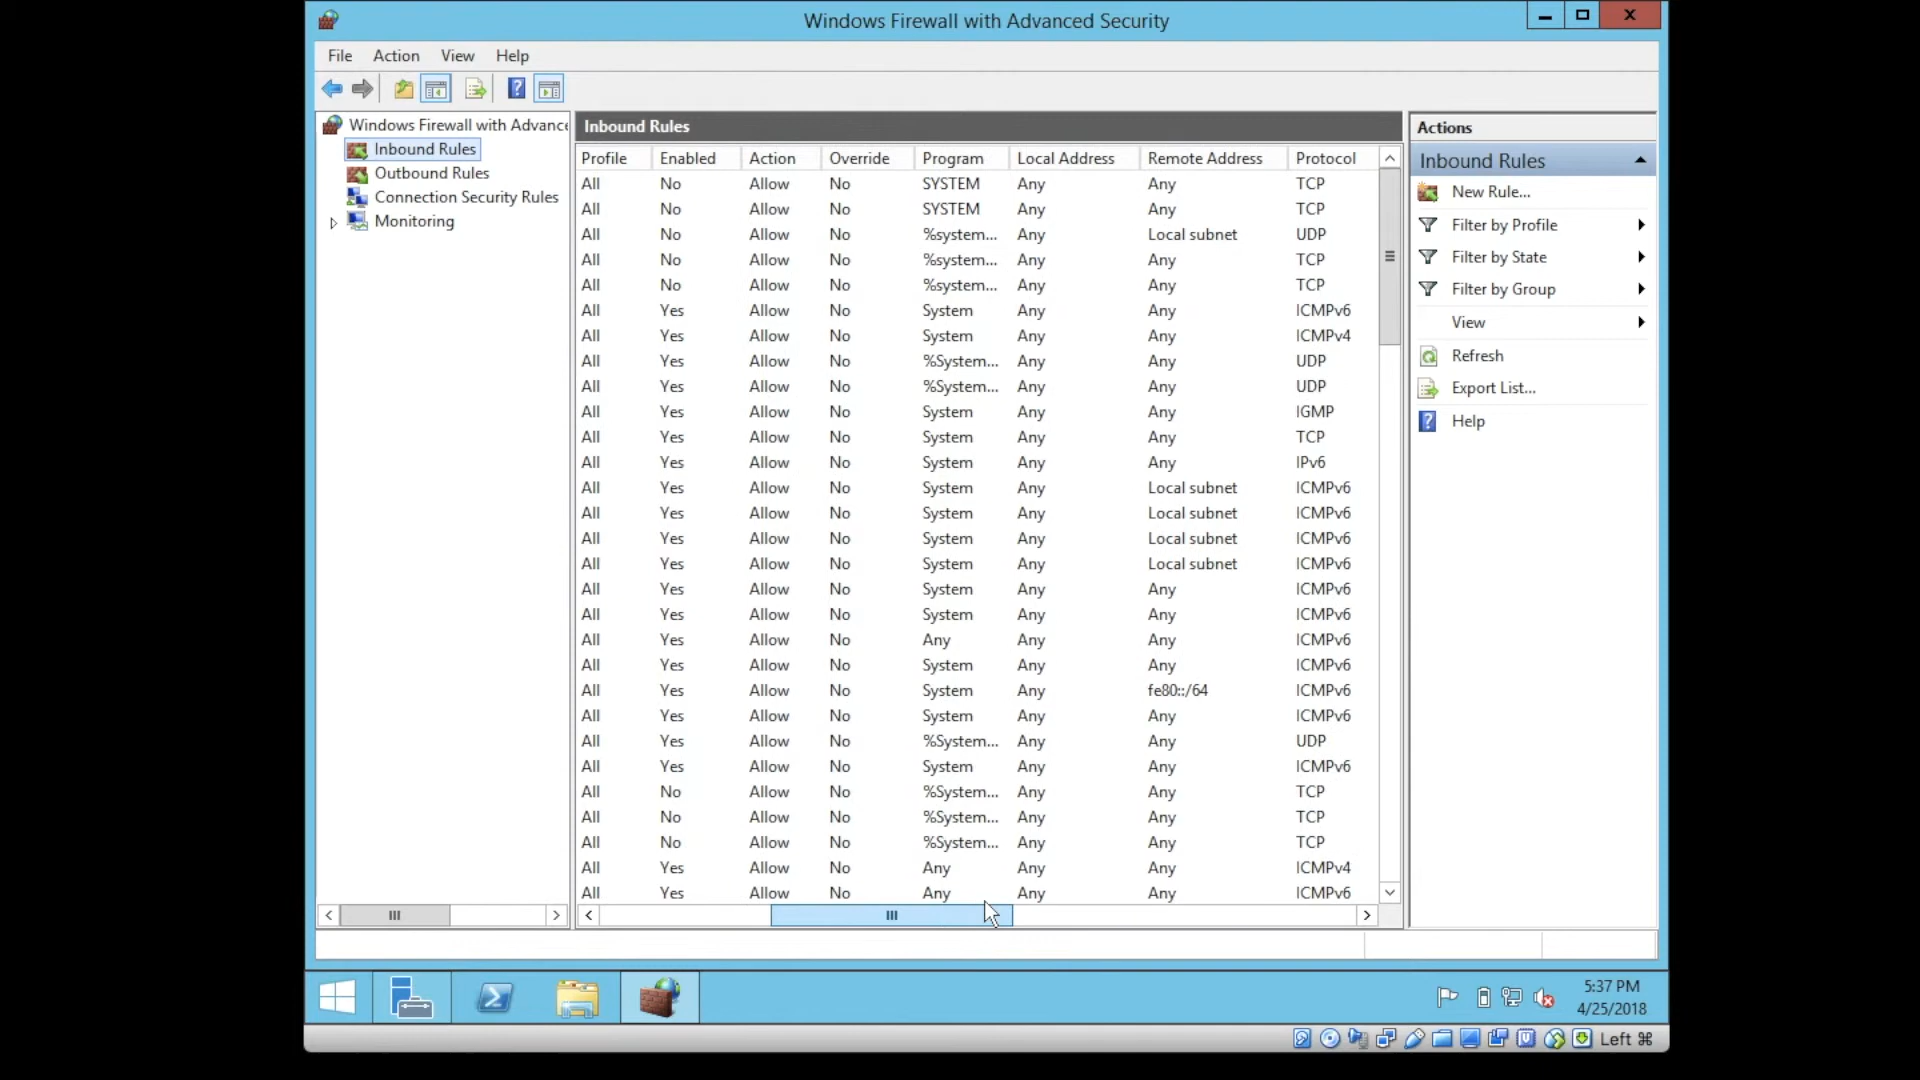 Windows Firewall with Advanced Security
File Action View Help
Windows Firewall with Advance
Inbound Rules
Outbound Rules
Connection Security Rules
Monitoring
Inbound Rules
Profile Enabled Action Override Program Local Address Remote Address Protocol
All No Allow No SYSTEM Any Any TCP
All No Allow No SYSTEM Any Any TCP
All No Allow No %system... Any Local subnet UDP
All No Allow No %system... Any Any TCP
All No Allow No %system... Any Any TCP
All Yes Allow No System Any Any ICMPv6
All Yes Allow No System Any Any ICMPv4
All Yes Allow No %System... Any Any UDP
All Yes Allow No %System... Any Any UDP
All Yes Allow No System Any Any IGMP
All Yes Allow No System Any Any TCP
All Yes Allow No System Any Any IPv6
All Yes Allow No System Any Local subnet ICMPv6
All Yes Allow No System Any Local subnet ICMPv6
All Yes Allow No System Any Local subnet ICMPv6
All Yes Allow No System Any Local subnet ICMPv6
All Yes Allow No System Any Any ICMPv6
All Yes Allow No System Any Any ICMPv6
All Yes Allow No Any Any Any ICMPv6
All Yes Allow No System Any Any ICMPv6
All Yes Allow No System Any fe80::/64 ICMPv6
All Yes Allow No System Any Any ICMPv6
All Yes Allow No %System... Any Any UDP
All Yes Allow No System Any Any ICMPv6
All No Allow No %System... Any Any TCP
All No Allow No %System... Any Any TCP
All No Allow No %System... Any Any TCP
All Yes Allow No Any Any Any ICMPv4
All Yes Allow No Any Any Any ICMPv6
Actions
Inbound Rules
New Rule...
Filter by Profile
Filter by State
Filter by Group
View
Refresh
Export List...
Help
5:37 PM
4/25/2018
Left ⌘